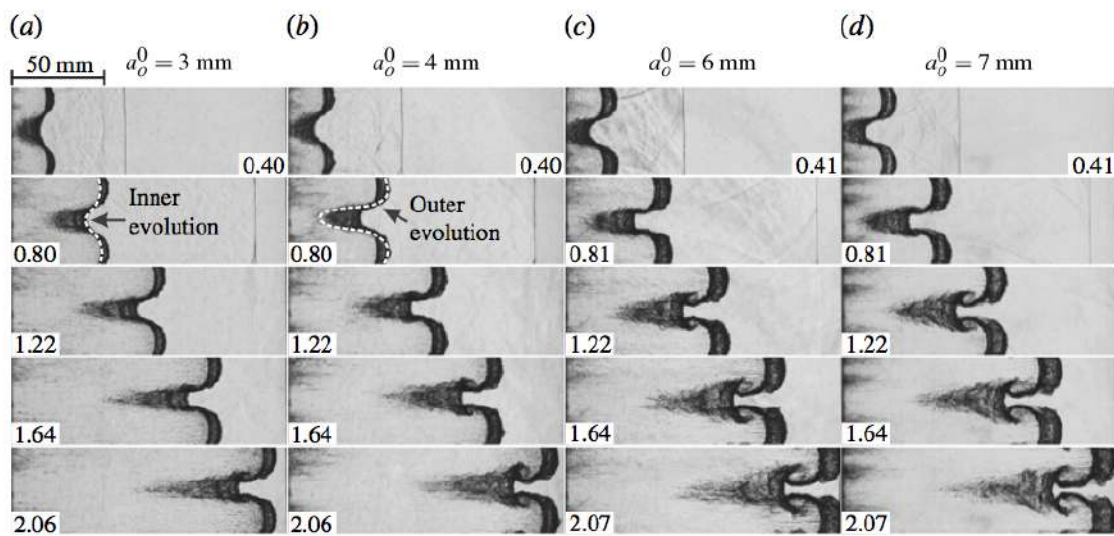 (a) (b) (c) (d)
50 mm a_o^0 = 3 mm a_o^0 = 4 mm a_o^0 = 6 mm a_o^0 = 7 mm
0.40 0.40 0.41 0.41
Inner
evolution
Outer
evolution
0.80 0.80 0.81 0.81
1.22 1.22 1.22 1.22
1.64 1.64 1.64 1.64
2.06 2.06 2.07 2.07